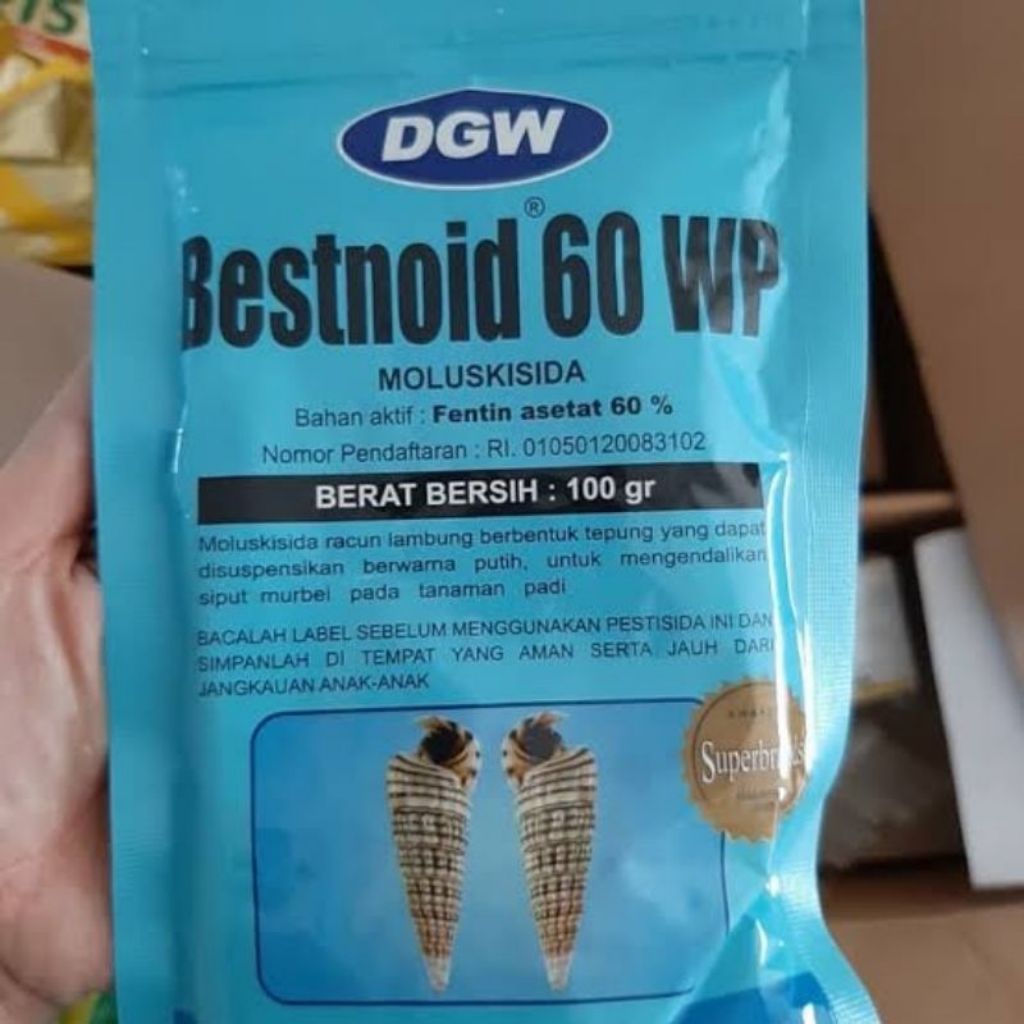 DGW
Bestnoid® 60 WP
MOLUSKISIDA
Bahan aktif : Fentin asetat 60 %
Nomor Pendaftaran : RI. 01050120083102
BERAT BERSIH : 100 gr
Moluskisida racun lambung berbentuk tepung yang dapat
disuspensikan berwarna putih, untuk mengendalikan
siput murbei pada tanaman padi
BACALAH LABEL SEBELUM MENGGUNAKAN PESTISIDA INI DAN
SIMPANLAH DI TEMPAT YANG AMAN SERTA JAUH DARI
JANGKAUAN ANAK-ANAK